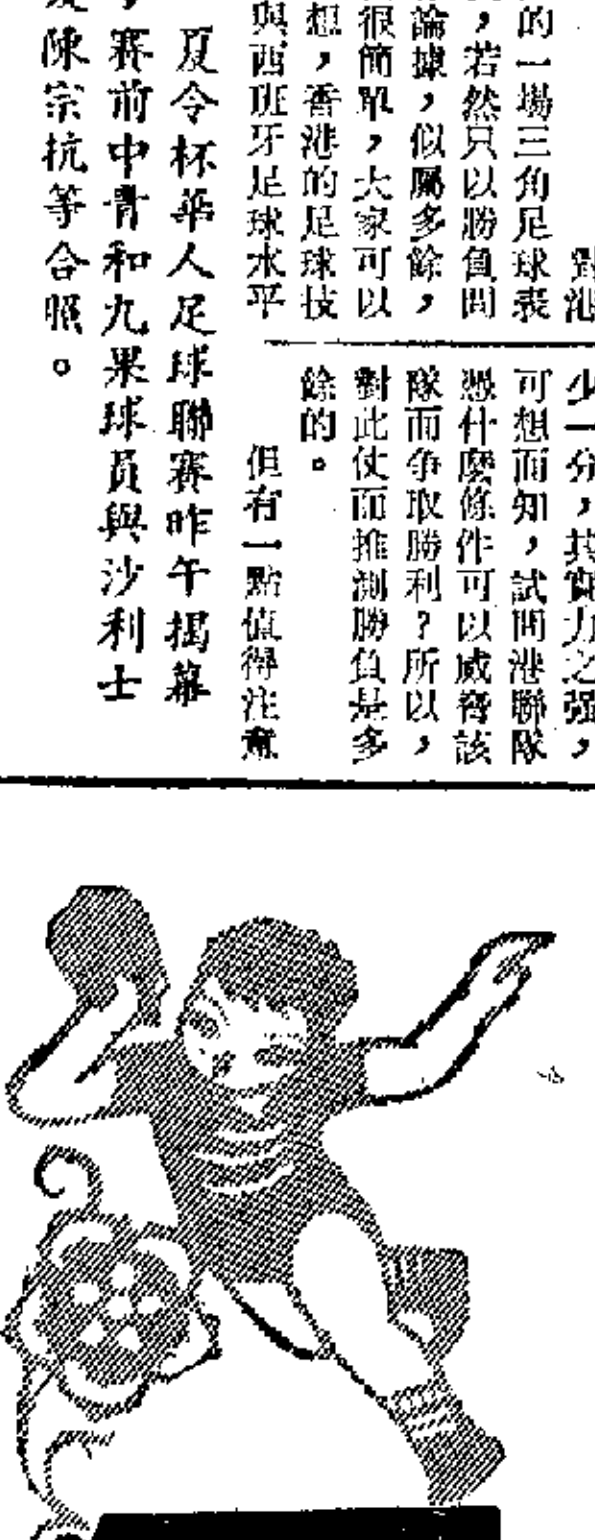 對港
的一場三角足球表
，若然只以勝負問
論據，似屬多餘，
很簡單，大家可以
想，香港的足球技
與西班牙足球水平
少一分，其實力之强，
可想而知，試問港聯隊
憑什麼條件可以威脅該
隊而争取勝利？所以，
對此仗而推測勝負是多
餘的。
但有一點值得注意
夏令杯華人足球聯賽昨午揭幕
，賽前中青和九果球員與沙利士
陳宗抗等合照。